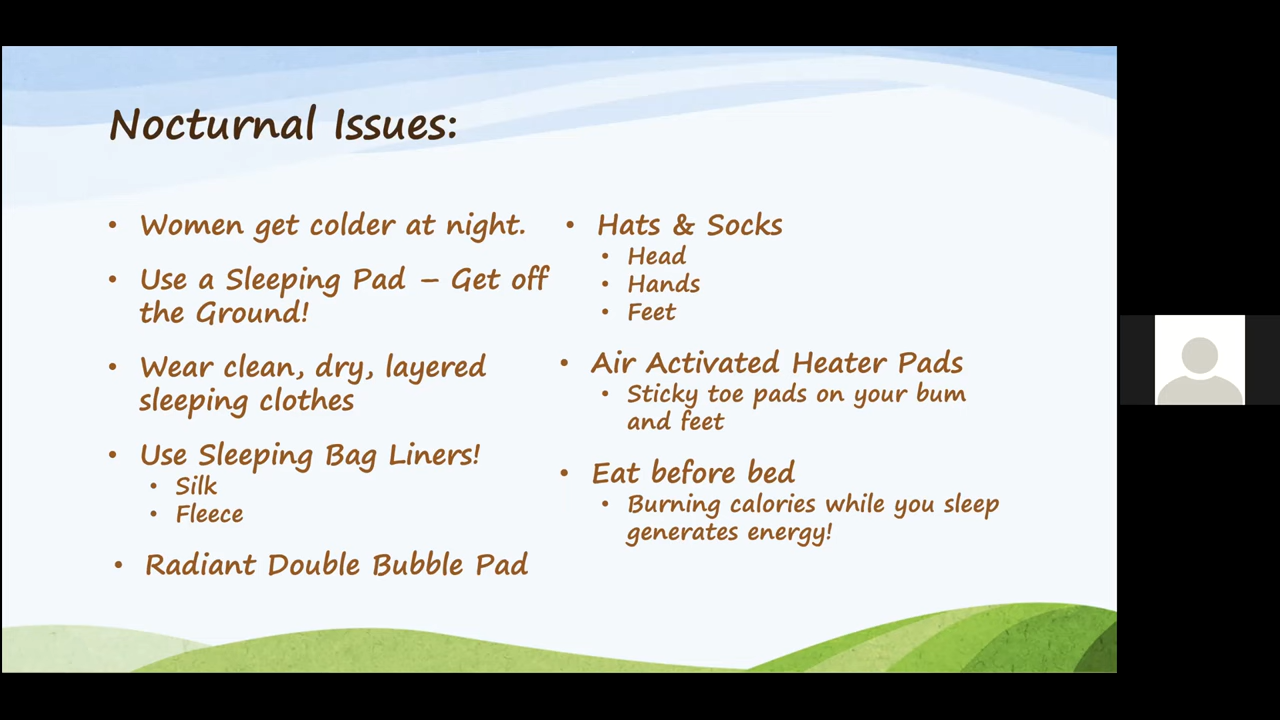 Nocturnal Issues:
• Women get colder at night.
• Use a Sleeping Pad – Get off
the Ground!
• Wear clean, dry, layered
sleeping clothes
• Use Sleeping Bag Liners!
• Silk
• Fleece
• Radiant Double Bubble Pad
• Hats & Socks
• Head
• Hands
• Feet
• Air Activated Heater Pads
• Sticky toe pads on your bum
and feet
• Eat before bed
• Burning calories while you sleep
generates energy!